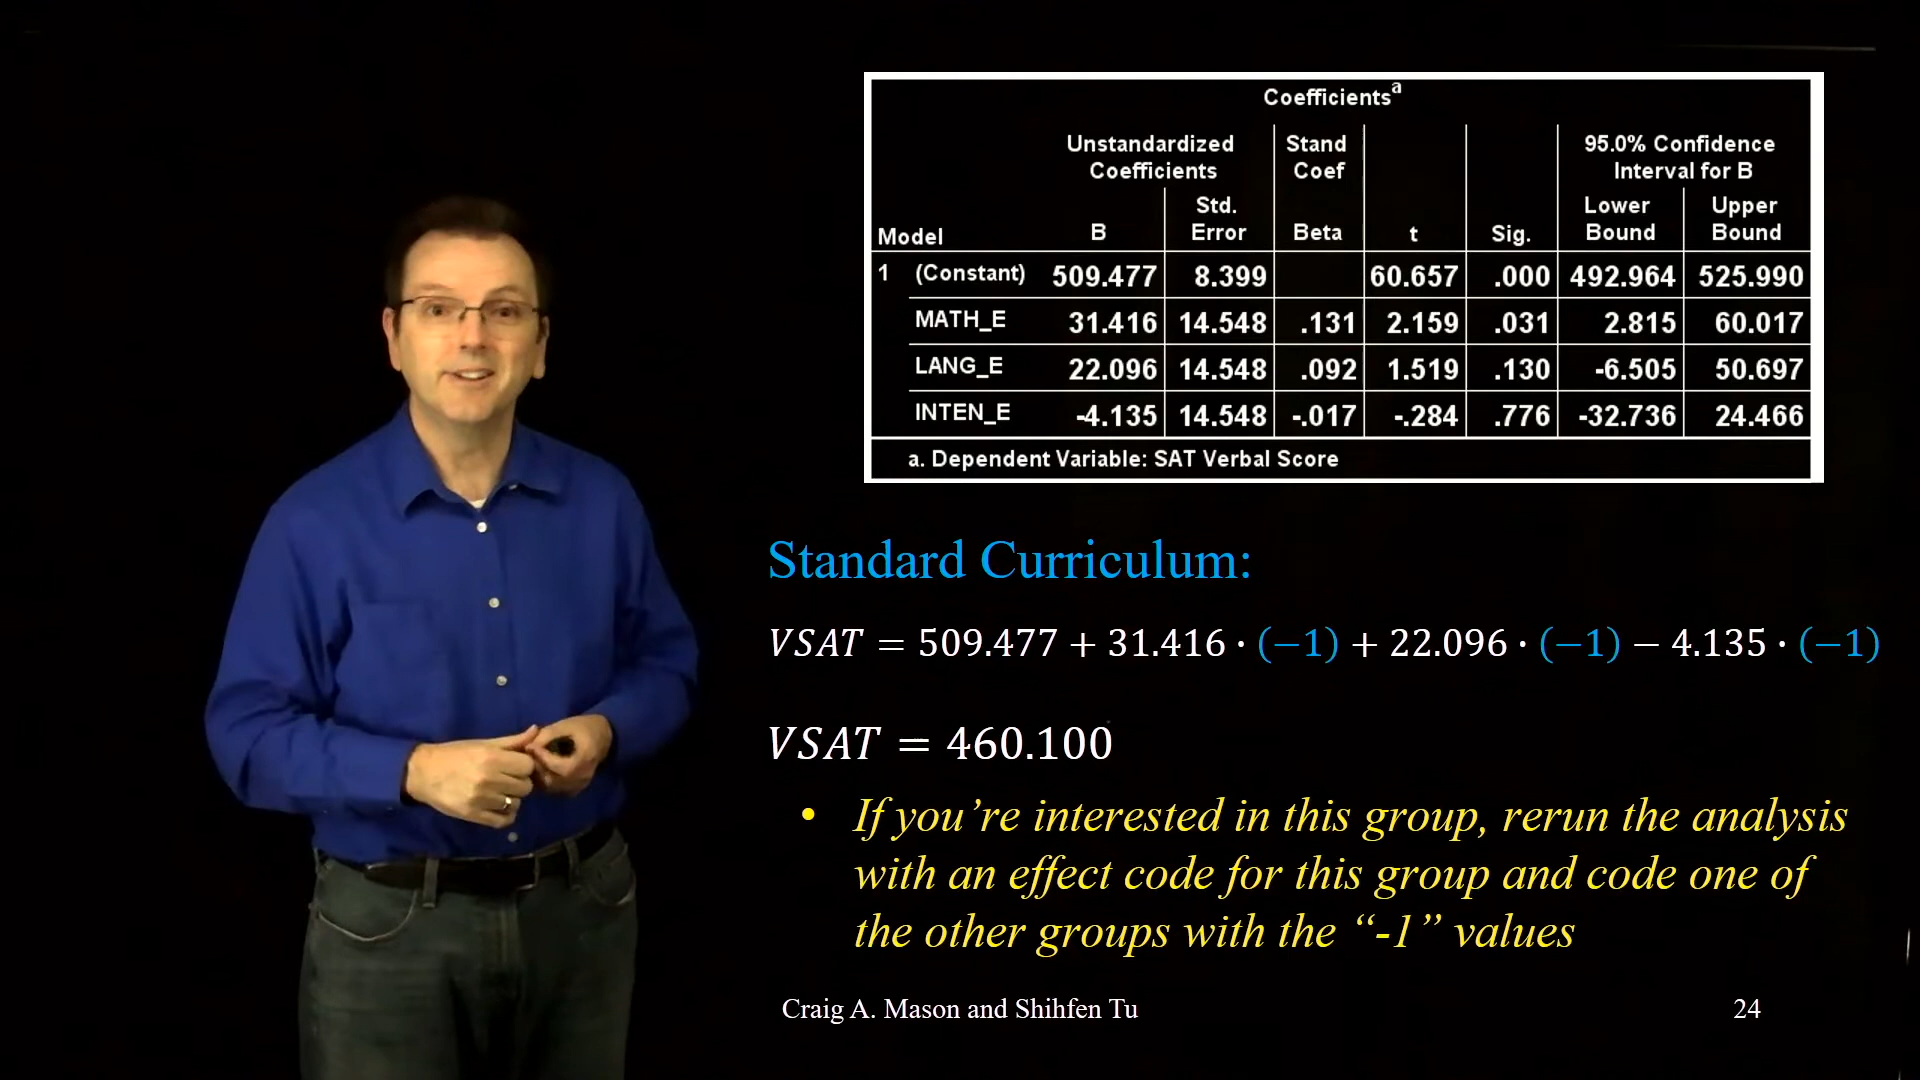 Coefficientsa
Unstandardized Coefficients
Stand Coef
95.0% Confidence Interval for B
Model
B
Std. Error
Beta
t
Sig.
Lower Bound
Upper Bound
1 (Constant) 509.477 8.399 60.657 .000 492.964 525.990
MATH_E 31.416 14.548 .131 2.159 .031 2.815 60.017
LANG_E 22.096 14.548 .092 1.519 .130 -6.505 50.697
INTEN_E -4.135 14.548 -.017 -.284 .776 -32.736 24.466
a. Dependent Variable: SAT Verbal Score
Standard Curriculum:
VSAT = 509.477 + 31.416 · (−1) + 22.096 · (−1) − 4.135 · (−1)
VSAT = 460.100
• If you’re interested in this group, rerun the analysis
with an effect code for this group and code one of
the other groups with the “-1” values
Craig A. Mason and Shihfen Tu
24